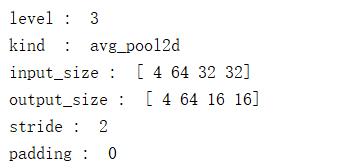 level :  3
kind  :  avg_pool2d
input_size :  [ 4 64 32 32]
output_size :  [ 4 64 16 16]
stride :  2
padding :  0